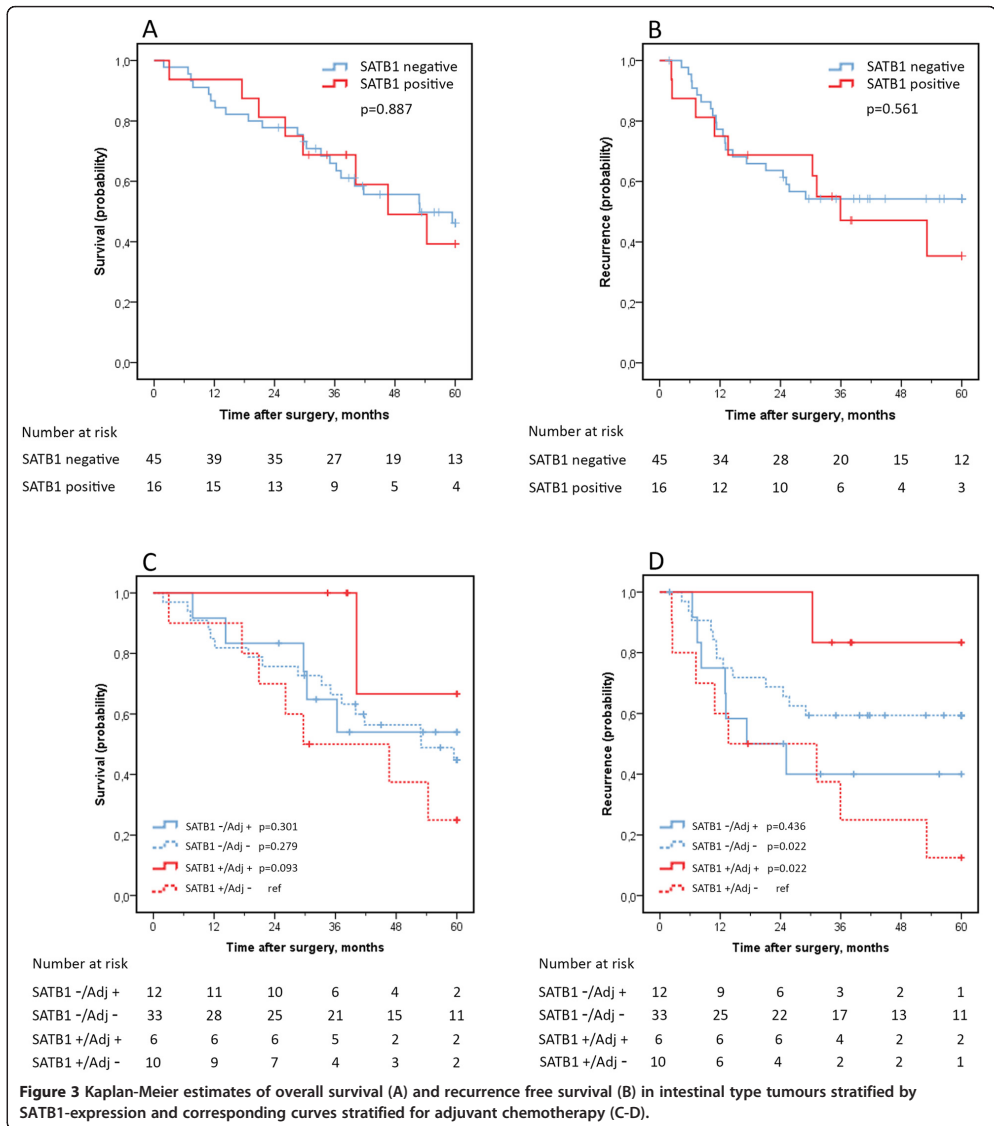 A
SATB1 negative
SATB1 positive
p=0.887
1,0
0,8
0,6
0,4
0,2
0,0
Survival (probability)
0 12 24 36 48 60
Time after surgery, months
Number at risk
SATB1 negative 45 39 35 27 19 13
SATB1 positive 16 15 13 9 5 4
B
SATB1 negative
SATB1 positive
p=0.561
1,0
0,8
0,6
0,4
0,2
0,0
Recurrence (probability)
0 12 24 36 48 60
Time after surgery, months
Number at risk
SATB1 negative 45 34 28 20 15 12
SATB1 positive 16 12 10 6 4 3
C
1,0
0,8
0,6
0,4
0,2
0,0
Survival (probability)
SATB1 −/Adj + p=0.301
SATB1 −/Adj − p=0.279
SATB1 +/Adj + p=0.093
SATB1 +/Adj − ref
0 12 24 36 48 60
Time after surgery, months
Number at risk
SATB1 −/Adj + 12 11 10 6 4 2
SATB1 −/Adj − 33 28 25 21 15 11
SATB1 +/Adj + 6 6 6 5 2 2
SATB1 +/Adj − 10 9 7 4 3 2
D
1,0
0,8
0,6
0,4
0,2
0,0
Recurrence (probability)
SATB1 −/Adj + p=0.436
SATB1 −/Adj − p=0.022
SATB1 +/Adj + p=0.022
SATB1 +/Adj − ref
0 12 24 36 48 60
Time after surgery, months
Number at risk
SATB1 −/Adj + 12 9 6 3 2 1
SATB1 −/Adj − 33 25 22 17 13 11
SATB1 +/Adj + 6 6 6 4 2 2
SATB1 +/Adj − 10 6 4 2 2 1
Figure 3 Kaplan-Meier estimates of overall survival (A) and recurrence free survival (B) in intestinal type tumours stratified by
SATB1-expression and corresponding curves stratified for adjuvant chemotherapy (C-D).